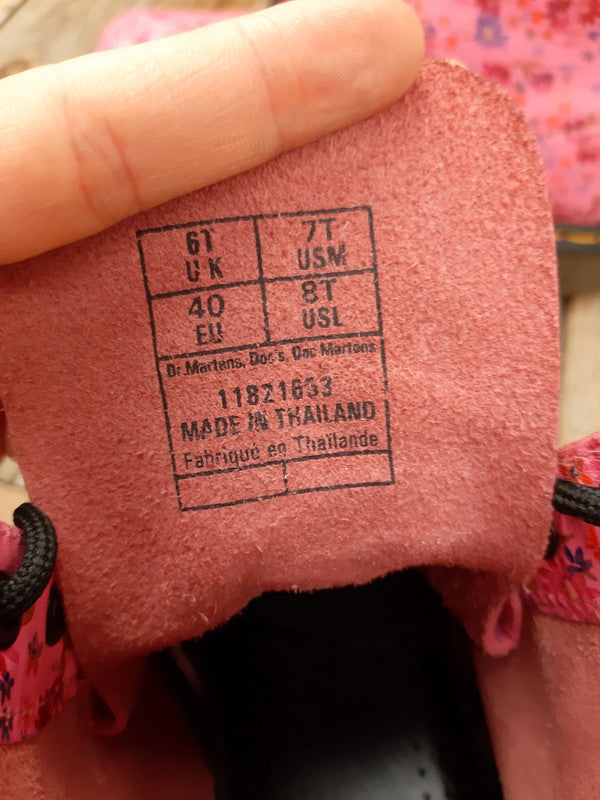 6T 7T
UK USM
40 8T
EU USL
Dr.Martens, Doc's, Doc Martens
11821653
MADE IN THAILAND
Fabriqué en Thaïlande